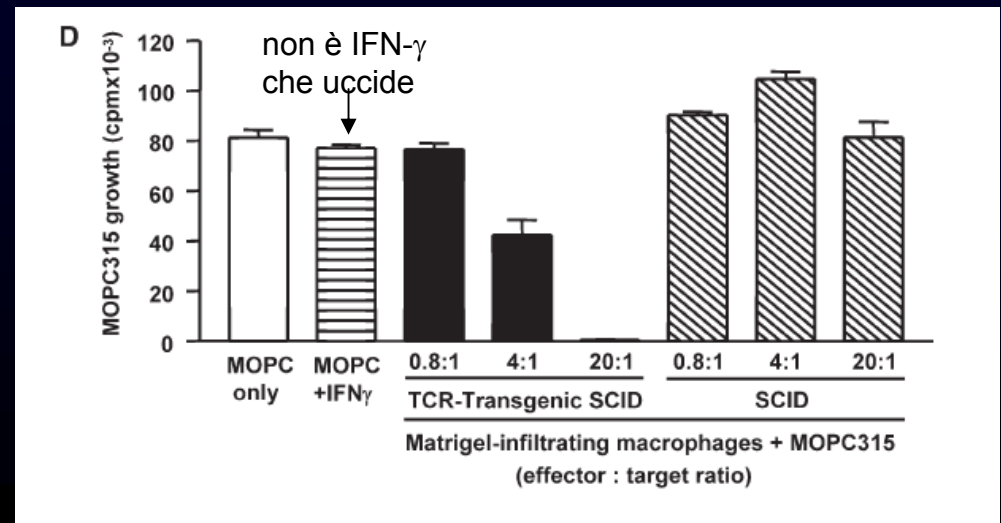 D
MOPC315 growth (cpmx10-3)
120
100
80
60
40
20
0
non è IFN-γ
che uccide
MOPC only
MOPC +IFNγ
0.8:1 4:1 20:1
0.8:1 4:1 20:1
TCR-Transgenic SCID
SCID
Matrigel-infiltrating macrophages + MOPC315
(effector : target ratio)